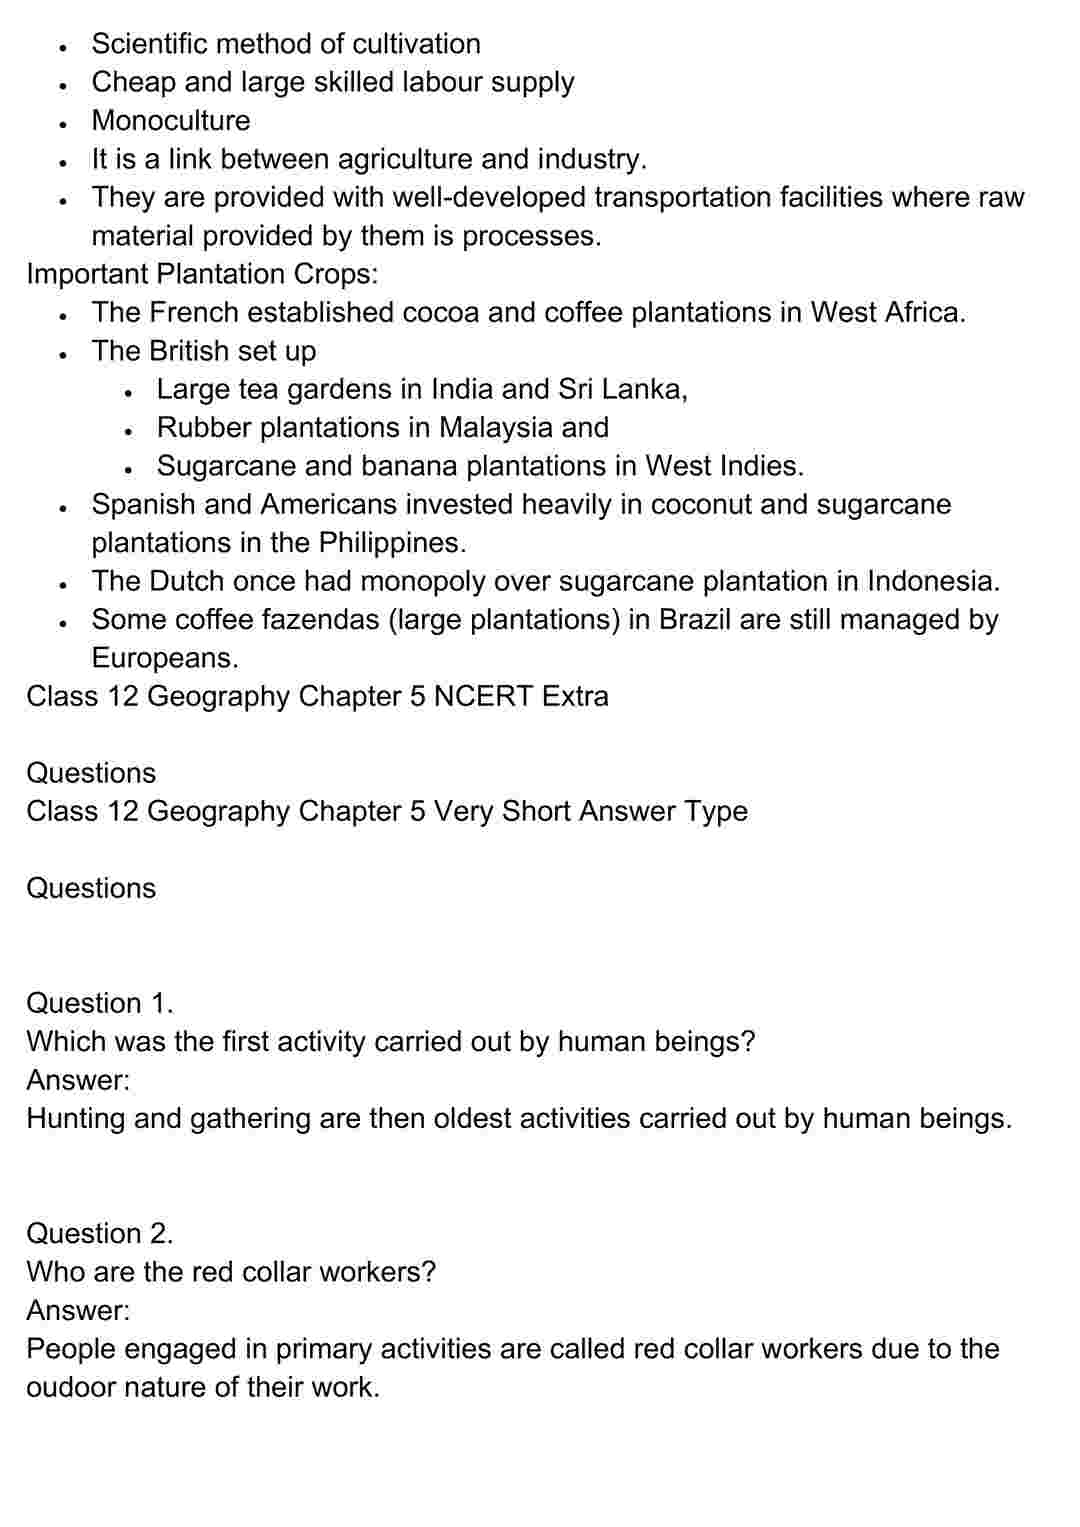 • Scientific method of cultivation
• Cheap and large skilled labour supply
• Monoculture
• It is a link between agriculture and industry.
• They are provided with well-developed transportation facilities where raw
material provided by them is processes.
Important Plantation Crops:
• The French established cocoa and coffee plantations in West Africa.
• The British set up
• Large tea gardens in India and Sri Lanka,
• Rubber plantations in Malaysia and
• Sugarcane and banana plantations in West Indies.
• Spanish and Americans invested heavily in coconut and sugarcane
plantations in the Philippines.
• The Dutch once had monopoly over sugarcane plantation in Indonesia.
• Some coffee fazendas (large plantations) in Brazil are still managed by
Europeans.
Class 12 Geography Chapter 5 NCERT Extra
Questions
Class 12 Geography Chapter 5 Very Short Answer Type
Questions
Question 1.
Which was the first activity carried out by human beings?
Answer:
Hunting and gathering are then oldest activities carried out by human beings.
Question 2.
Who are the red collar workers?
Answer:
People engaged in primary activities are called red collar workers due to the
oudoor nature of their work.